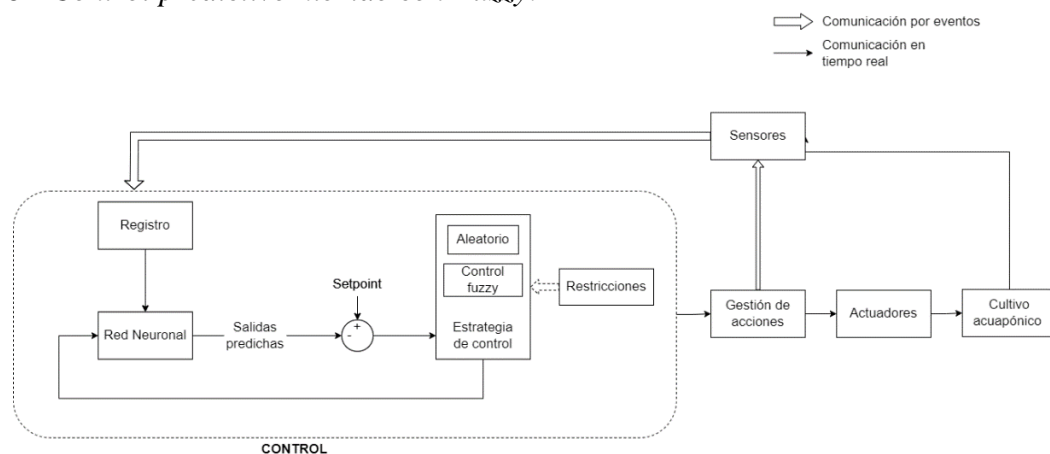 Comunicación por eventos
Comunicación en
tiempo real
Sensores
Registro
Aleatorio
Control
fuzzy
Restricciones
Setpoint
+
-
Red Neuronal
Salidas
predichas
Estrategia
de control
Gestión de
acciones
Actuadores
Cultivo
acuapónico
CONTROL